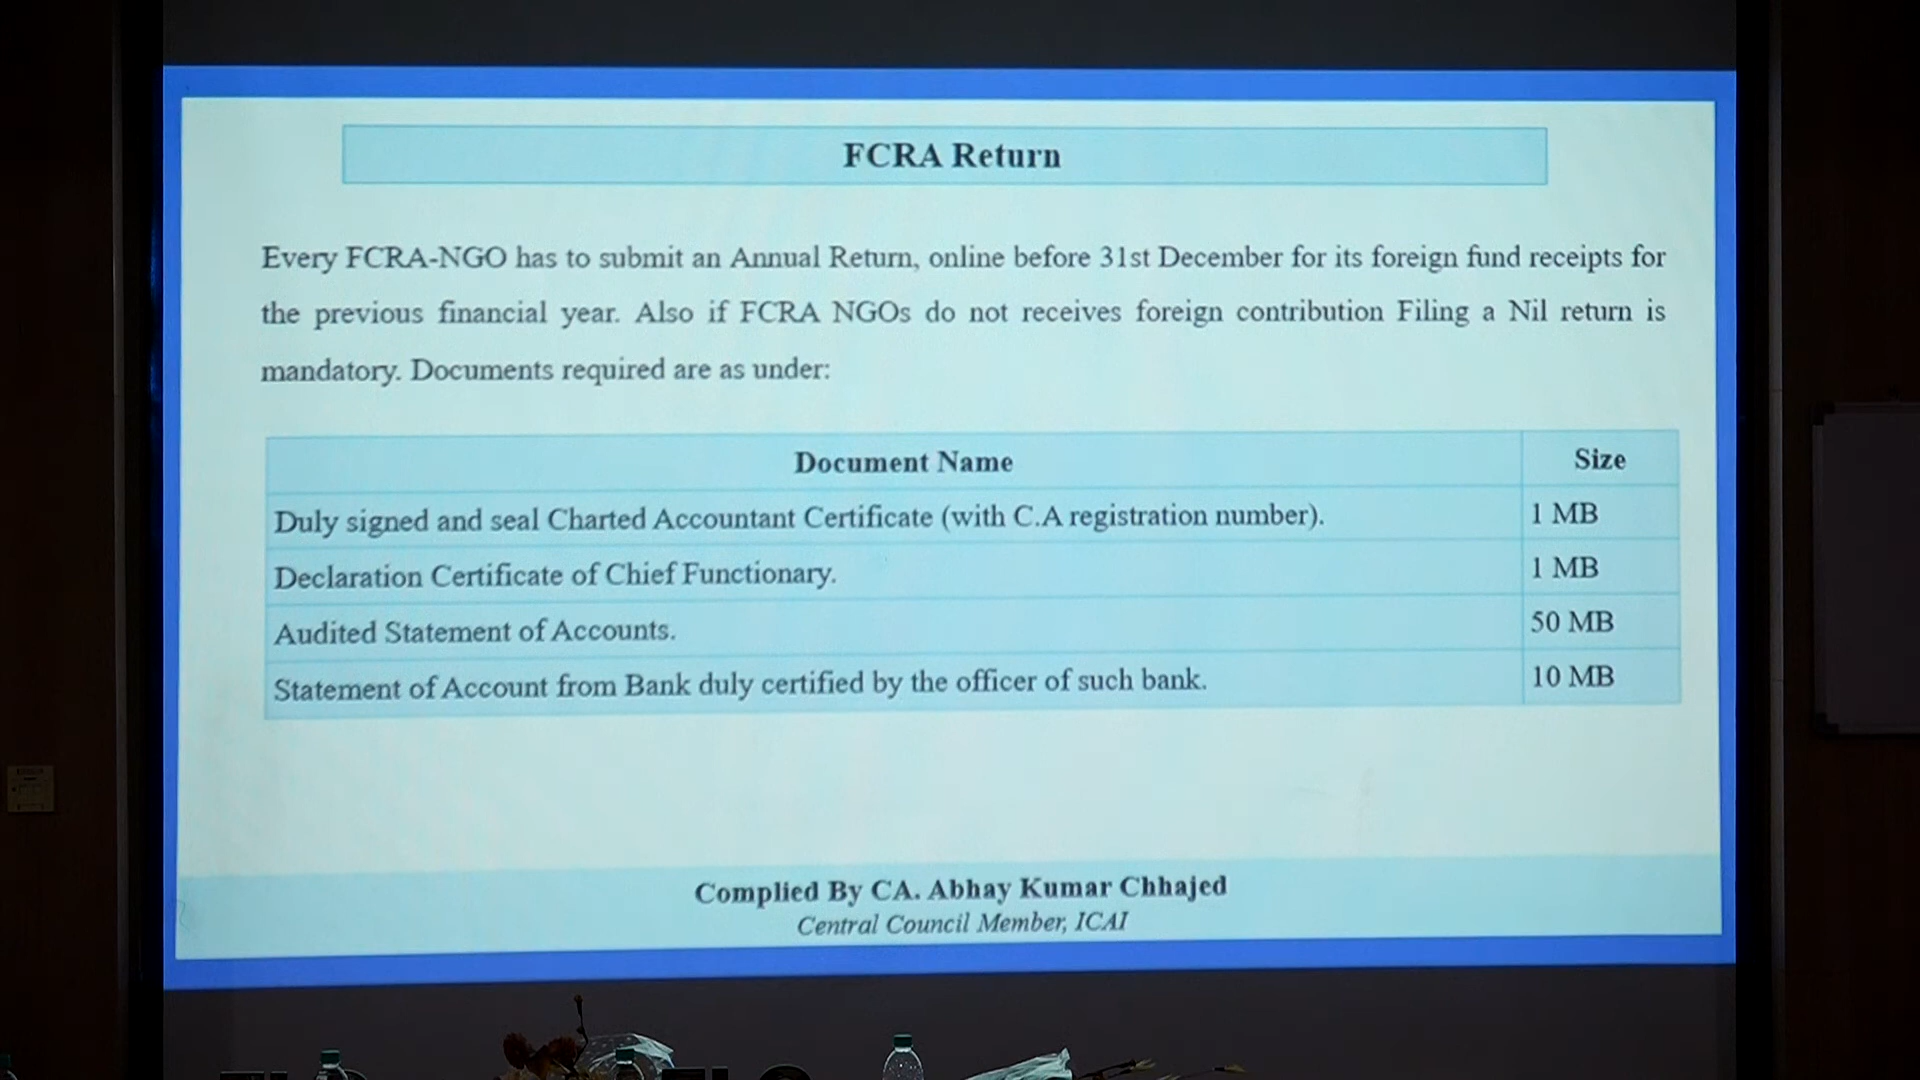 FCRA Return
Every FCRA-NGO has to submit an Annual Return, online before 31st December for its foreign fund receipts for
the previous financial year. Also if FCRA NGOs do not receives foreign contribution Filing a Nil return is
mandatory. Documents required are as under:
Document Name Size
Duly signed and seal Charted Accountant Certificate (with C.A registration number). 1 MB
Declaration Certificate of Chief Functionary. 1 MB
Audited Statement of Accounts. 50 MB
Statement of Account from Bank duly certified by the officer of such bank. 10 MB
Complied By CA. Abhay Kumar Chhajed
Central Council Member, ICAI